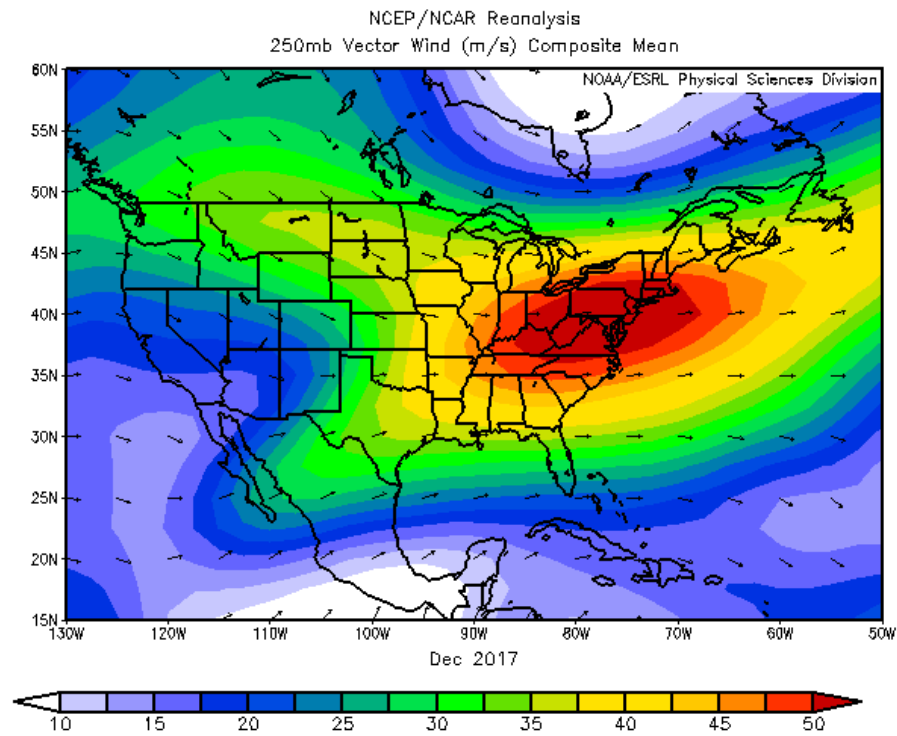 NCEP/NCAR Reanalysis
250mb Vector Wind (m/s) Composite Mean
NOAA/ESRL Physical Sciences Division
60N
55N
50N
45N
40N
35N
30N
25N
20N
15N
130W 120W 110W 100W 90W 80W 70W 60W 50W
Dec 2017
10 15 20 25 30 35 40 45 50